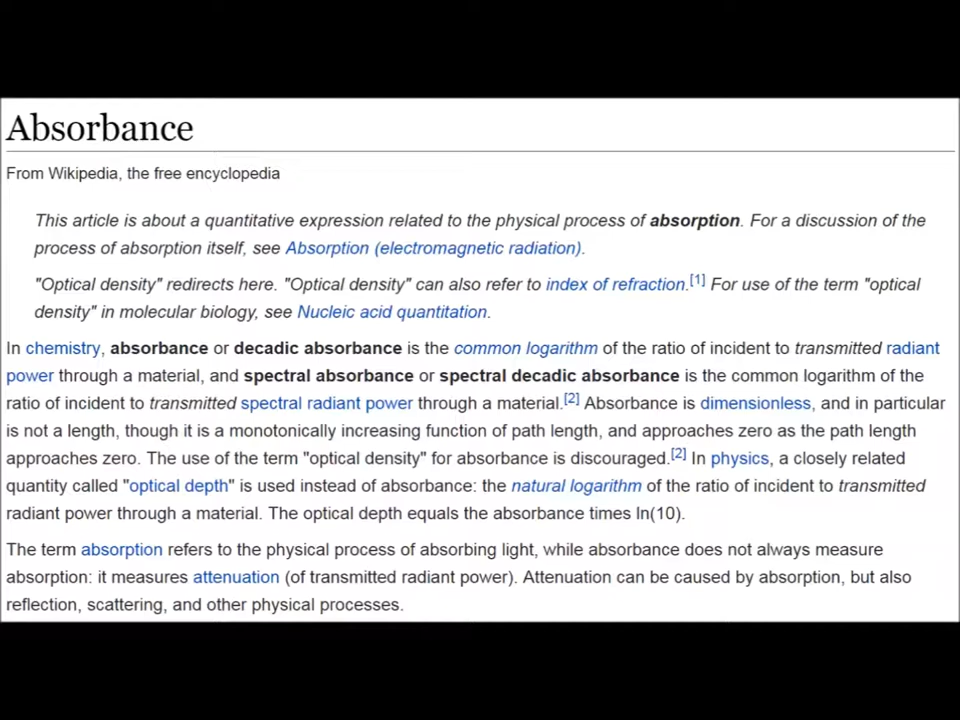 Absorbance
From Wikipedia, the free encyclopedia
This article is about a quantitative expression related to the physical process of absorption. For a discussion of the
process of absorption itself, see Absorption (electromagnetic radiation).
"Optical density" redirects here. "Optical density" can also refer to index of refraction.[1] For use of the term "optical
density" in molecular biology, see Nucleic acid quantitation.
In chemistry, absorbance or decadic absorbance is the common logarithm of the ratio of incident to transmitted radiant
power through a material, and spectral absorbance or spectral decadic absorbance is the common logarithm of the
ratio of incident to transmitted spectral radiant power through a material.[2] Absorbance is dimensionless, and in particular
is not a length, though it is a monotonically increasing function of path length, and approaches zero as the path length
approaches zero. The use of the term "optical density" for absorbance is discouraged.[2] In physics, a closely related
quantity called "optical depth" is used instead of absorbance: the natural logarithm of the ratio of incident to transmitted
radiant power through a material. The optical depth equals the absorbance times ln(10).
The term absorption refers to the physical process of absorbing light, while absorbance does not always measure
absorption: it measures attenuation (of transmitted radiant power). Attenuation can be caused by absorption, but also
reflection, scattering, and other physical processes.